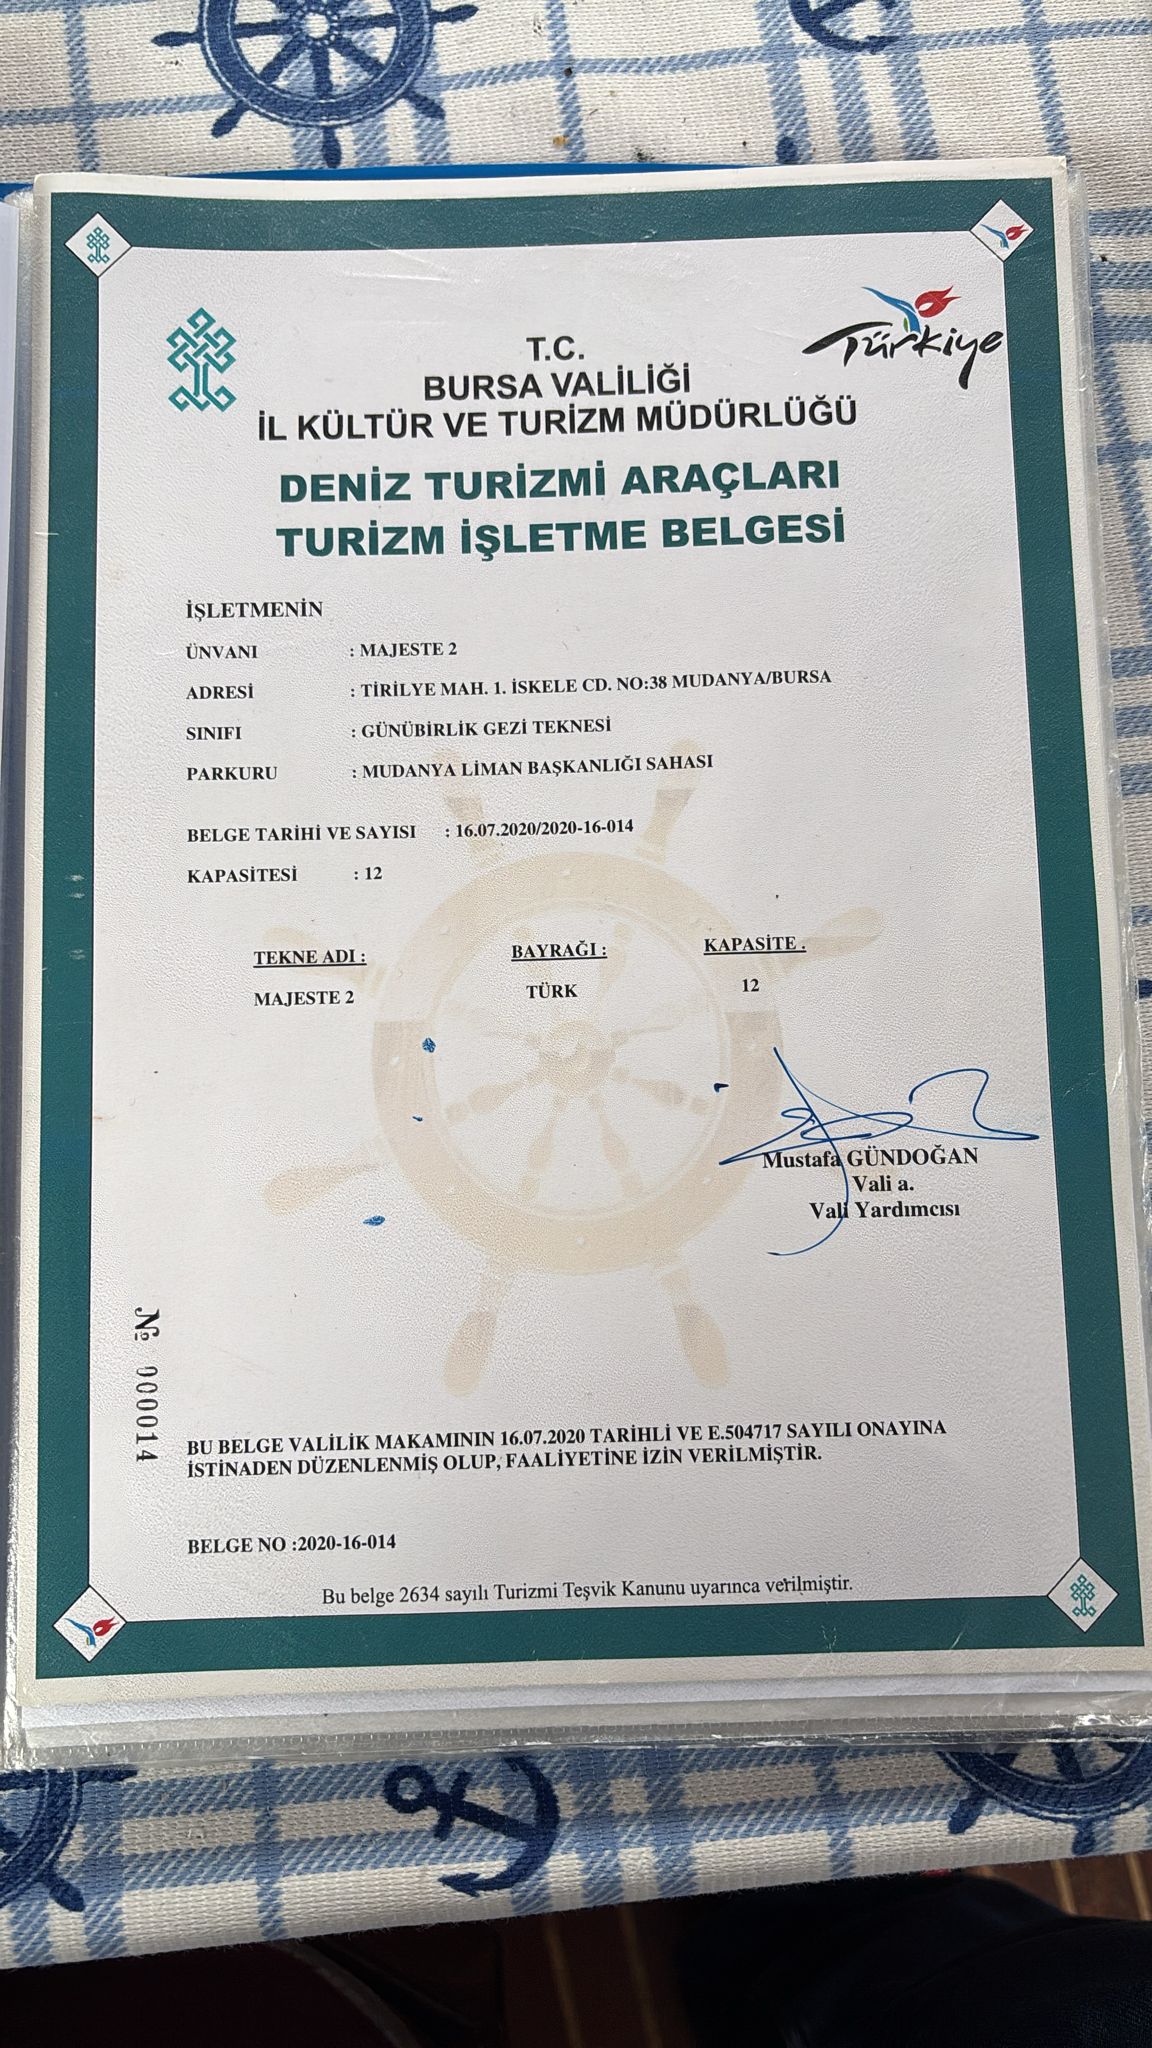 Türkiye
T.C.
BURSA VALİLİĞİ
İL KÜLTÜR VE TURİZM MÜDÜRLÜĞÜ
DENİZ TURİZMİ ARAÇLARI
TURİZM İŞLETME BELGESİ
İŞLETMENİN
ÜNVANI : MAJESTE 2
ADRESİ : TİRİLYE MAH. 1. İSKELE CD. NO:38 MUDANYA/BURSA
SINIFI : GÜNÜBİRLİK GEZİ TEKNESİ
PARKURU : MUDANYA LİMAN BAŞKANLIĞI SAHASI
BELGE TARİHİ VE SAYISI : 16.07.2020/2020-16-014
KAPASİTESİ : 12
TEKNE ADI : BAYRAĞI : KAPASİTE .
MAJESTE 2 TÜRK 12
Mustafa GÜNDOĞAN
Vali a.
Vali Yardımcısı
№ 000014
BU BELGE VALİLİK MAKAMININ 16.07.2020 TARİHLİ VE E.504717 SAYILI ONAYINA
İSTİNADEN DÜZENLENMİŞ OLUP, FAALİYETİNE İZİN VERİLMİŞTİR.
BELGE NO :2020-16-014
Bu belge 2634 sayılı Turizmi Teşvik Kanunu uyarınca verilmiştir.